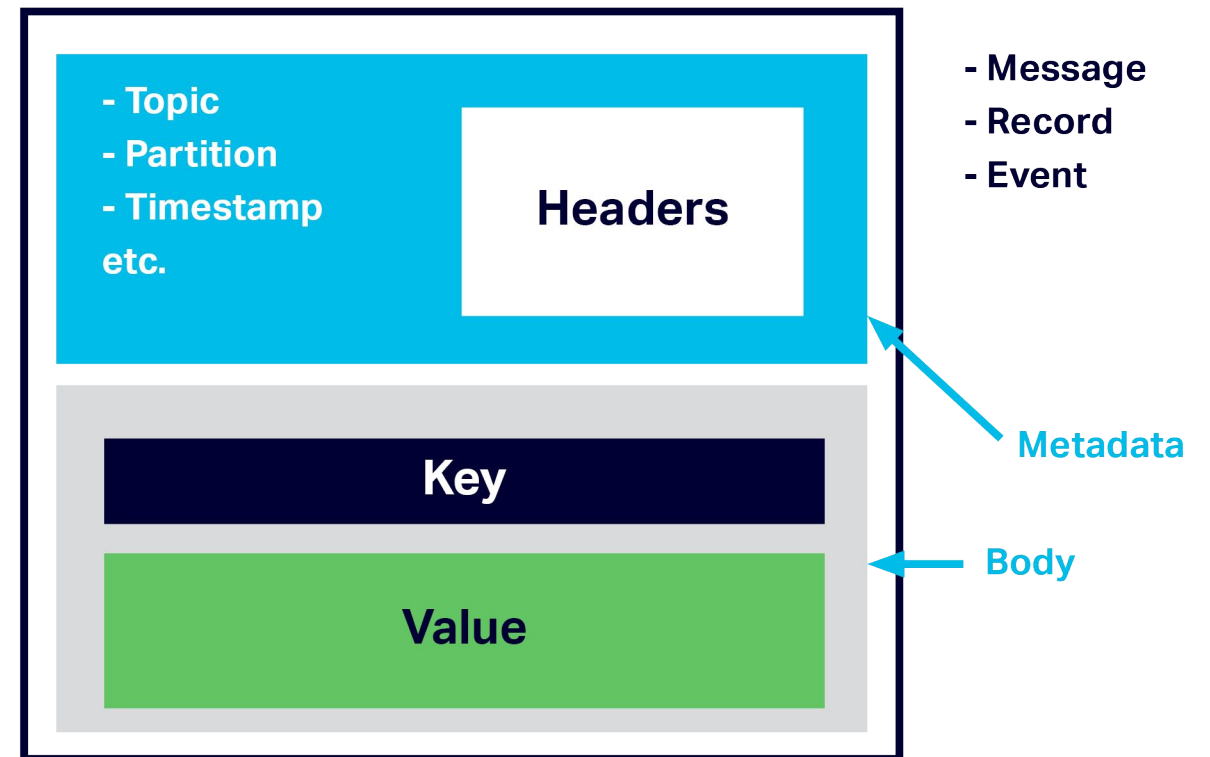 - Topic
- Partition
- Timestamp
etc.
Headers
- Message
- Record
- Event
Metadata
Key
Body
Value